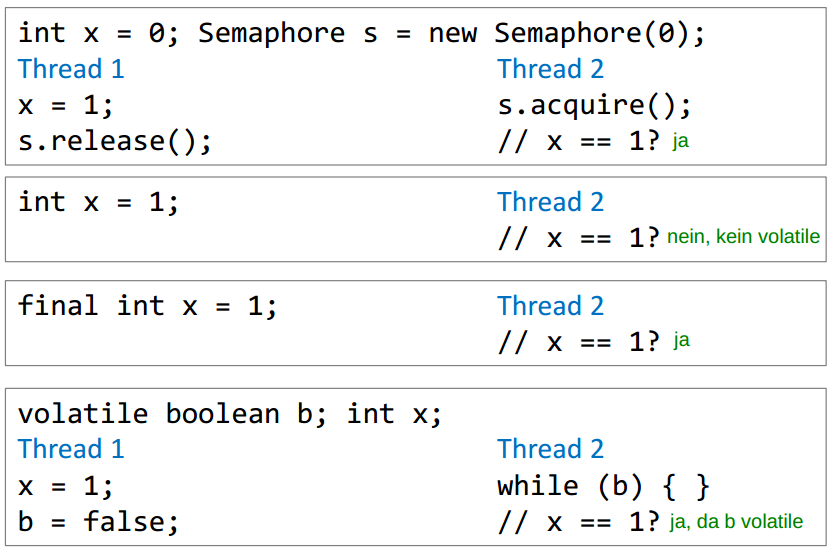 int x = 0; Semaphore s = new Semaphore(0);
Thread 1 Thread 2
x = 1; s.acquire();
s.release(); // x == 1? ja
int x = 1; Thread 2
// x == 1? nein, kein volatile
final int x = 1; Thread 2
// x == 1? ja
volatile boolean b; int x;
Thread 1 Thread 2
x = 1; while (b) { }
b = false; // x == 1? ja, da b volatile